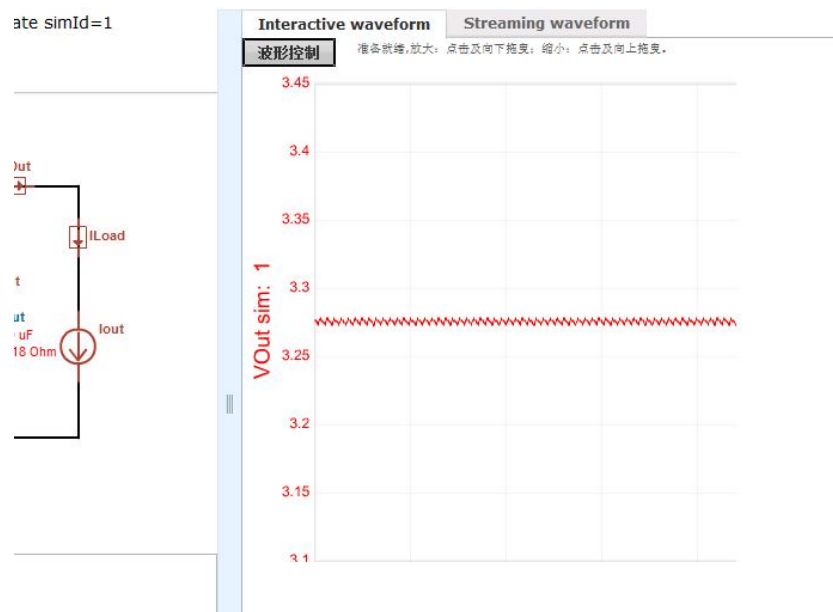 ate simId=1
Interactive waveform
Streaming waveform
波形控制
准备就绪,放大: 点击及向下拖曳; 缩小: 点击及向上拖曳。
3.45
3.4
3.35
3.3
3.25
3.2
3.15
3.1
VOut sim: 1
Out
ILoad
t
ut
uF
18 Ohm
Iout